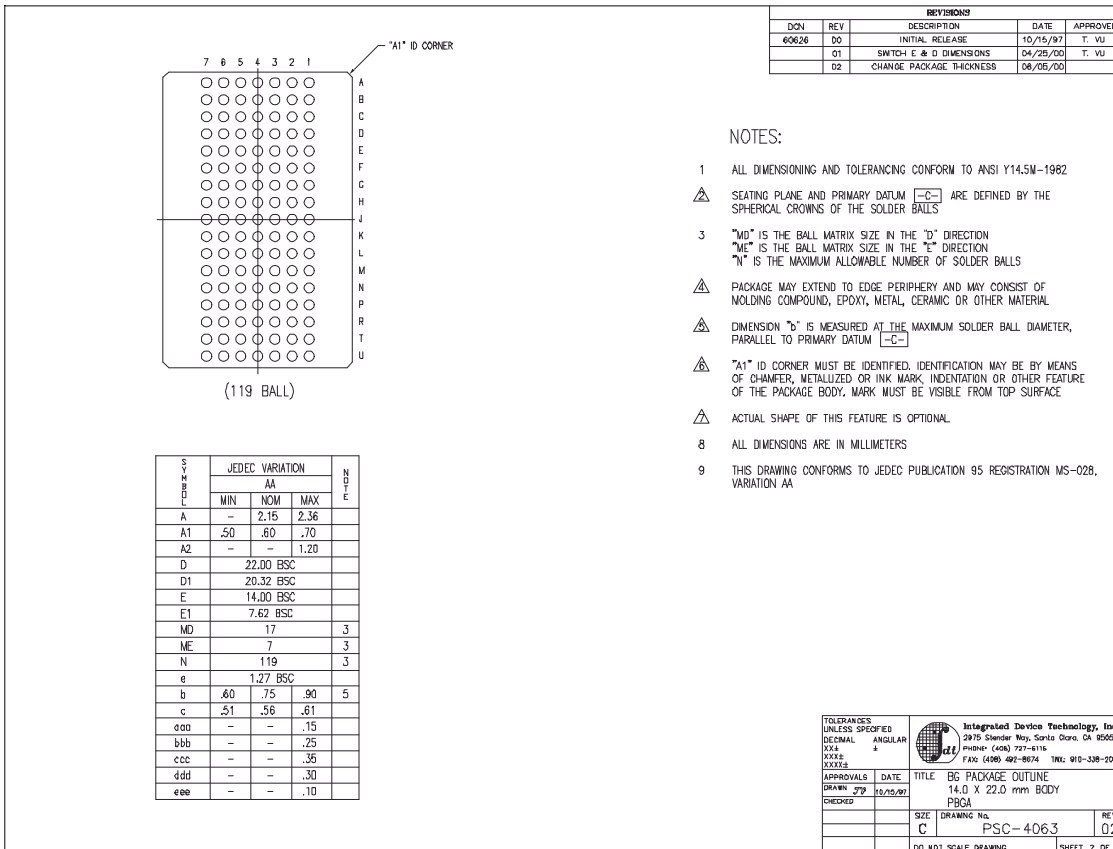 REVISIONS
DCN REV DESCRIPTION DATE APPROVED
60626 00 INITIAL RELEASE 10/15/97 T. VU
01 SWITCH E & D DIMENSIONS 04/25/00 T. VU
02 CHANGE PACKAGE THICKNESS 06/05/00
"A1" ID CORNER
7 6 5 4 3 2 1
A
B
C
D
E
F
G
H
J
K
L
M
N
P
R
T
U
(119 BALL)
NOTES:
1 ALL DIMENSIONING AND TOLERANCING CONFORM TO ANSI Y14.5M-1982
2 SEATING PLANE AND PRIMARY DATUM -C- ARE DEFINED BY THE
SPHERICAL CROWNS OF THE SOLDER BALLS
3 "MD" IS THE BALL MATRIX SIZE IN THE "D" DIRECTION
"ME" IS THE BALL MATRIX SIZE IN THE "E" DIRECTION
"N" IS THE MAXIMUM ALLOWABLE NUMBER OF SOLDER BALLS
4 PACKAGE MAY EXTEND TO EDGE PERIPHERY AND MAY CONSIST OF
MOLDING COMPOUND, EPOXY, METAL, CERAMIC OR OTHER MATERIAL
5 DIMENSION "b" IS MEASURED AT THE MAXIMUM SOLDER BALL DIAMETER,
PARALLEL TO PRIMARY DATUM -C-
6 "A1" ID CORNER MUST BE IDENTIFIED. IDENTIFICATION MAY BE BY MEANS
OF CHAMFER, METALLIZED OR INK MARK, INDENTATION OR OTHER FEATURE
OF THE PACKAGE BODY. MARK MUST BE VISIBLE FROM TOP SURFACE
7 ACTUAL SHAPE OF THIS FEATURE IS OPTIONAL
8 ALL DIMENSIONS ARE IN MILLIMETERS
9 THIS DRAWING CONFORMS TO JEDEC PUBLICATION 95 REGISTRATION MS-028,
VARIATION AA
SYMBOL JEDEC VARIATION NOTE
AA
MIN NOM MAX
A - 2.15 2.36
A1 .50 .60 .70
A2 - - 1.20
D 22.00 BSC
D1 20.32 BSC
E 14.00 BSC
E1 7.62 BSC
MD 17 3
ME 7 3
N 119 3
e 1.27 BSC
b .60 .75 .90 5
c .51 .56 .61
aaa - - .15
bbb - - .25
ccc - - .35
ddd - - .30
eee - - .10
TOLERANCES
UNLESS SPECIFIED
DECIMAL ANGULAR
XX± ±
XXX±
XXXX±
idt
Integrated Device Technology, Inc
2975 Stender Way, Santa Clara, CA 9505
PHONE: (408) 727-6116
FAX: (408) 492-8674 TWX: 910-338-20
APPROVALS DATE
DRAWN 10/15/97
CHECKED
TITLE BG PACKAGE OUTLINE
14.0 X 22.0 mm BODY
PBGA
SIZE DRAWING No. RE
C PSC-4063 02
DO NOT SCALE DRAWING SHEET 2 OF